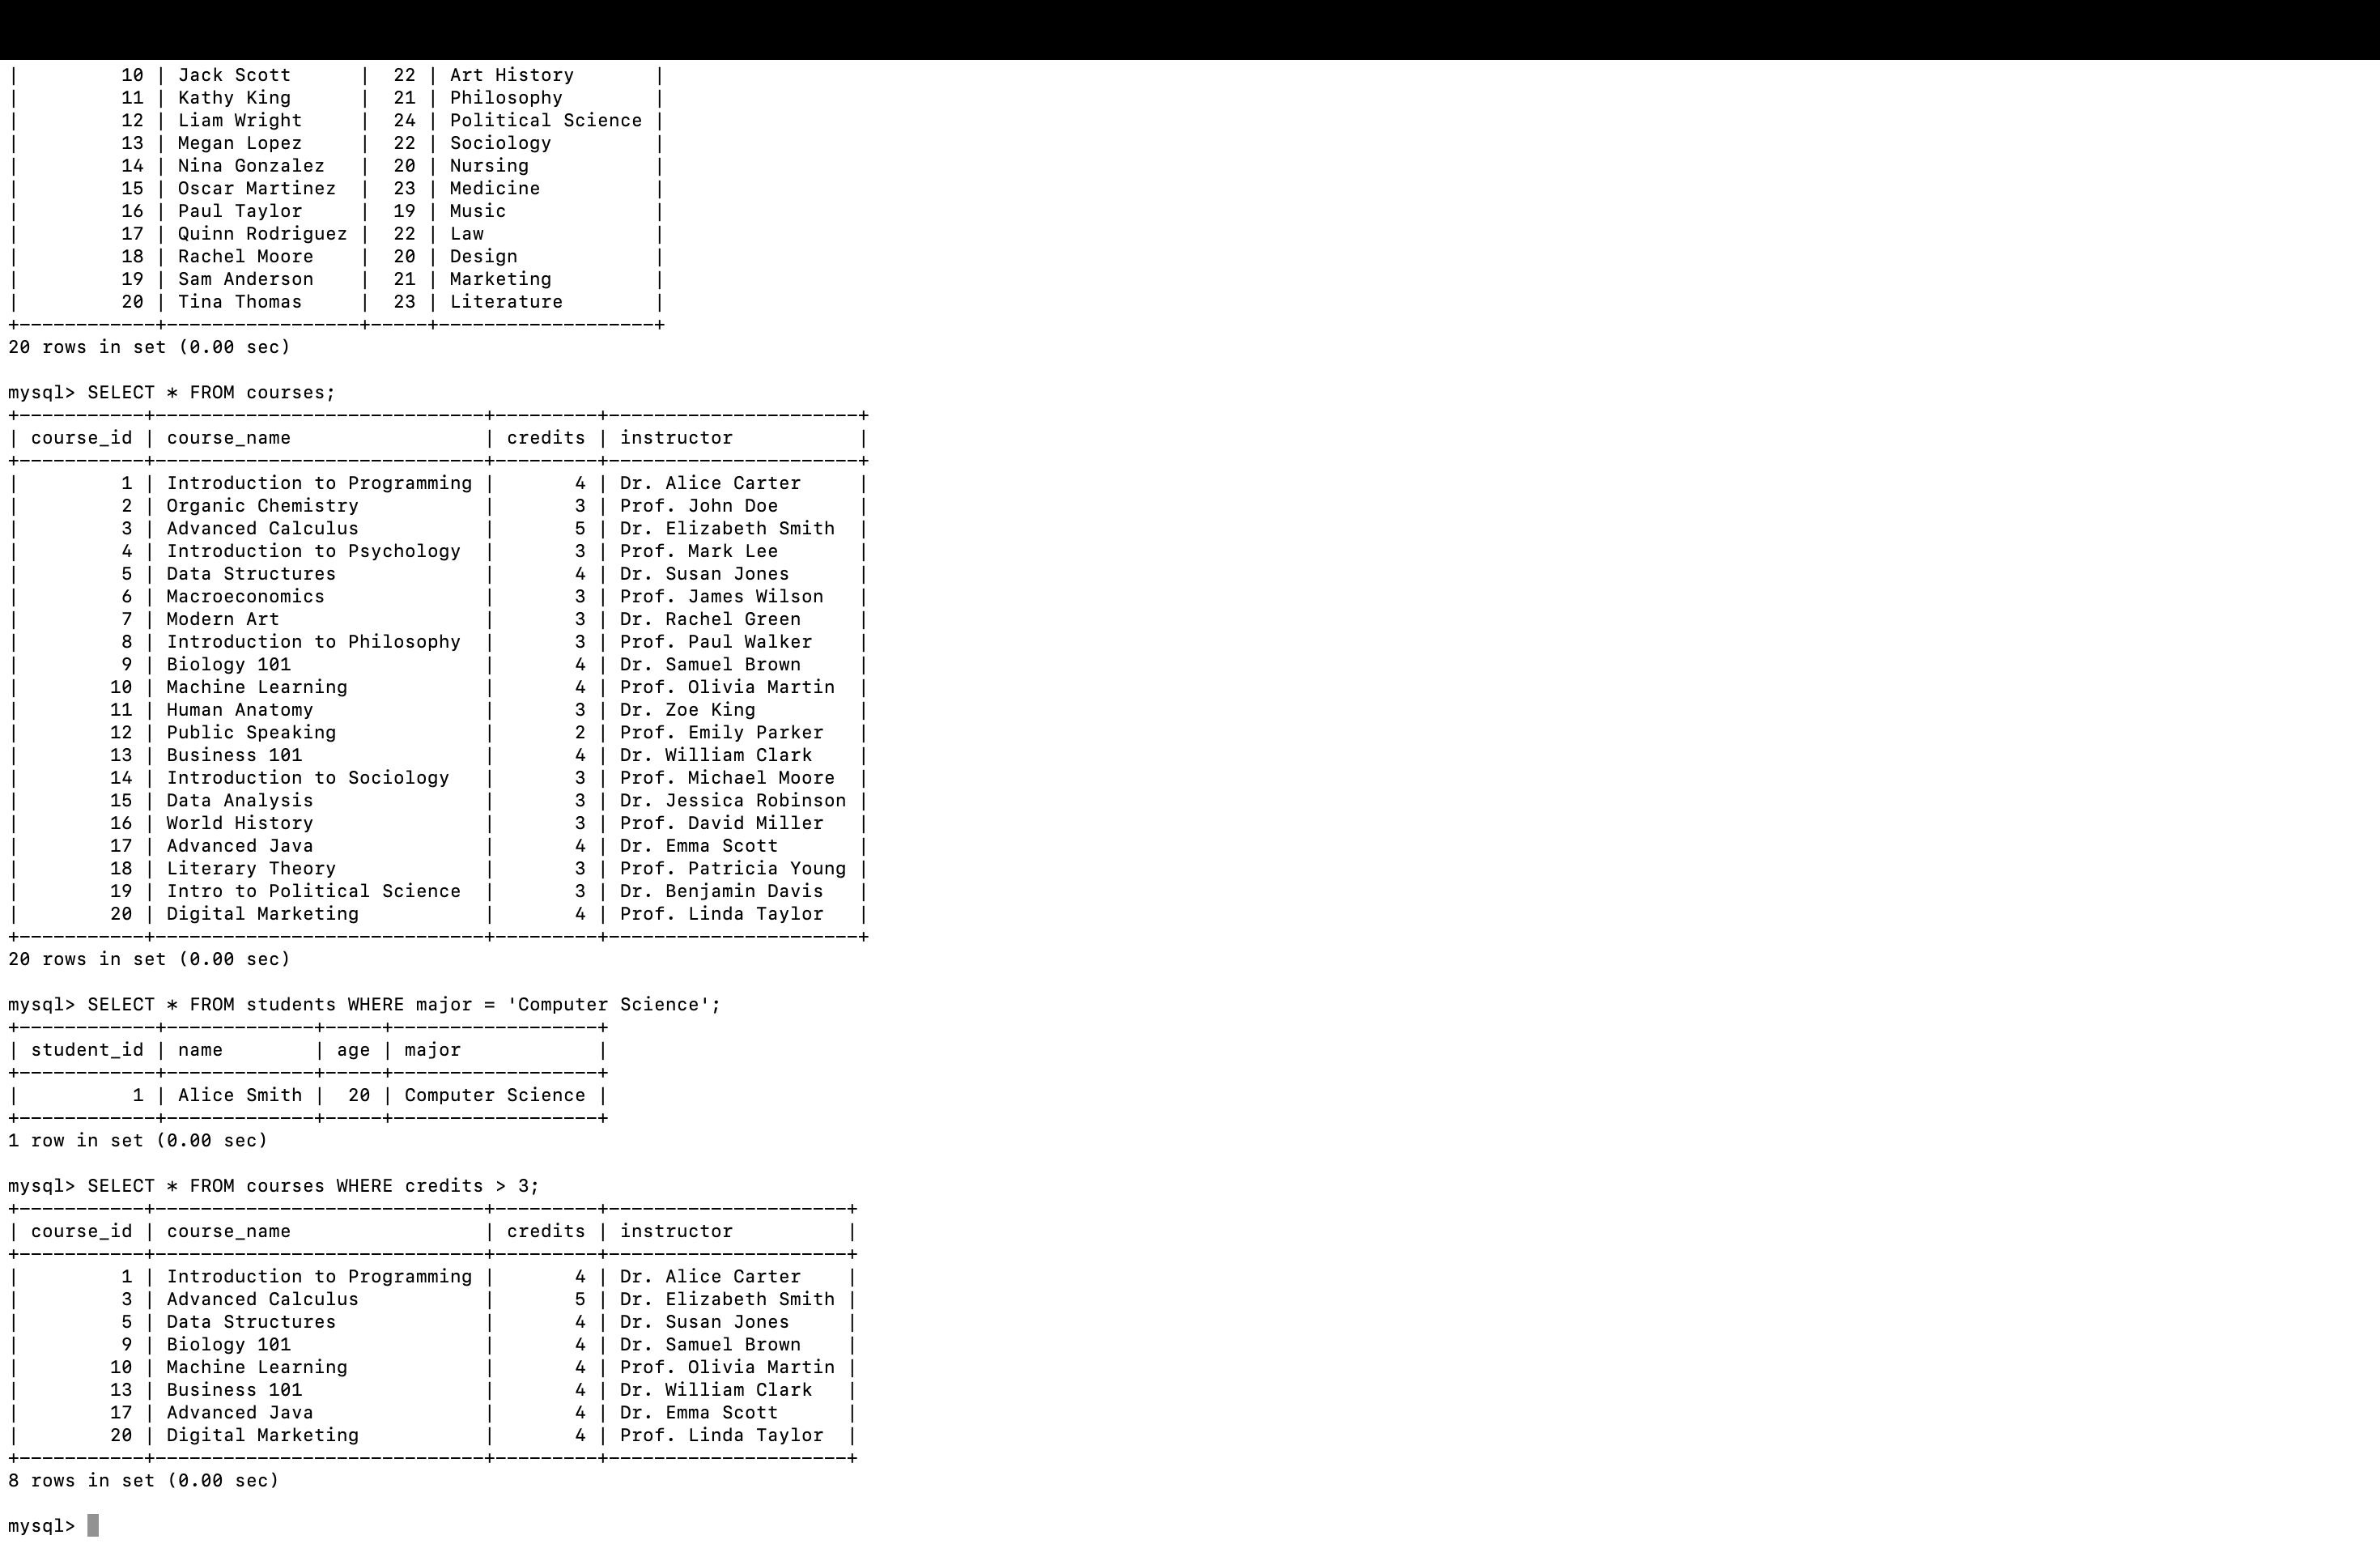 |         10 | Jack Scott      |  22 | Art History       |
|         11 | Kathy King      |  21 | Philosophy        |
|         12 | Liam Wright     |  24 | Political Science |
|         13 | Megan Lopez     |  22 | Sociology         |
|         14 | Nina Gonzalez   |  20 | Nursing           |
|         15 | Oscar Martinez  |  23 | Medicine          |
|         16 | Paul Taylor     |  19 | Music             |
|         17 | Quinn Rodriguez |  22 | Law               |
|         18 | Rachel Moore    |  20 | Design            |
|         19 | Sam Anderson    |  21 | Marketing         |
|         20 | Tina Thomas     |  23 | Literature        |
+------------+-----------------+-----+-------------------+
20 rows in set (0.00 sec)

mysql> SELECT * FROM courses;
+-----------+-----------------------------+---------+----------------------+
| course_id | course_name                 | credits | instructor           |
+-----------+-----------------------------+---------+----------------------+
|         1 | Introduction to Programming |       4 | Dr. Alice Carter     |
|         2 | Organic Chemistry           |       3 | Prof. John Doe       |
|         3 | Advanced Calculus           |       5 | Dr. Elizabeth Smith  |
|         4 | Introduction to Psychology  |       3 | Prof. Mark Lee       |
|         5 | Data Structures             |       4 | Dr. Susan Jones      |
|         6 | Macroeconomics              |       3 | Prof. James Wilson   |
|         7 | Modern Art                  |       3 | Dr. Rachel Green     |
|         8 | Introduction to Philosophy  |       3 | Prof. Paul Walker    |
|         9 | Biology 101                 |       4 | Dr. Samuel Brown     |
|        10 | Machine Learning            |       4 | Prof. Olivia Martin  |
|        11 | Human Anatomy               |       3 | Dr. Zoe King         |
|        12 | Public Speaking             |       2 | Prof. Emily Parker   |
|        13 | Business 101                |       4 | Dr. William Clark    |
|        14 | Introduction to Sociology   |       3 | Prof. Michael Moore  |
|        15 | Data Analysis               |       3 | Dr. Jessica Robinson |
|        16 | World History               |       3 | Prof. David Miller   |
|        17 | Advanced Java               |       4 | Dr. Emma Scott       |
|        18 | Literary Theory             |       3 | Prof. Patricia Young |
|        19 | Intro to Political Science  |       3 | Dr. Benjamin Davis   |
|        20 | Digital Marketing           |       4 | Prof. Linda Taylor   |
+-----------+-----------------------------+---------+----------------------+
20 rows in set (0.00 sec)

mysql> SELECT * FROM students WHERE major = 'Computer Science';
+------------+-------------+-----+------------------+
| student_id | name        | age | major            |
+------------+-------------+-----+------------------+
|          1 | Alice Smith |  20 | Computer Science |
+------------+-------------+-----+------------------+
1 row in set (0.00 sec)

mysql> SELECT * FROM courses WHERE credits > 3;
+-----------+-----------------------------+---------+---------------------+
| course_id | course_name                 | credits | instructor          |
+-----------+-----------------------------+---------+---------------------+
|         1 | Introduction to Programming |       4 | Dr. Alice Carter    |
|         3 | Advanced Calculus           |       5 | Dr. Elizabeth Smith |
|         5 | Data Structures             |       4 | Dr. Susan Jones     |
|         9 | Biology 101                 |       4 | Dr. Samuel Brown    |
|        10 | Machine Learning            |       4 | Prof. Olivia Martin |
|        13 | Business 101                |       4 | Dr. William Clark   |
|        17 | Advanced Java               |       4 | Dr. Emma Scott      |
|        20 | Digital Marketing           |       4 | Prof. Linda Taylor  |
+-----------+-----------------------------+---------+---------------------+
8 rows in set (0.00 sec)

mysql>